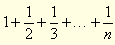 1 + 1/2 + 1/3 + ... + 1/n